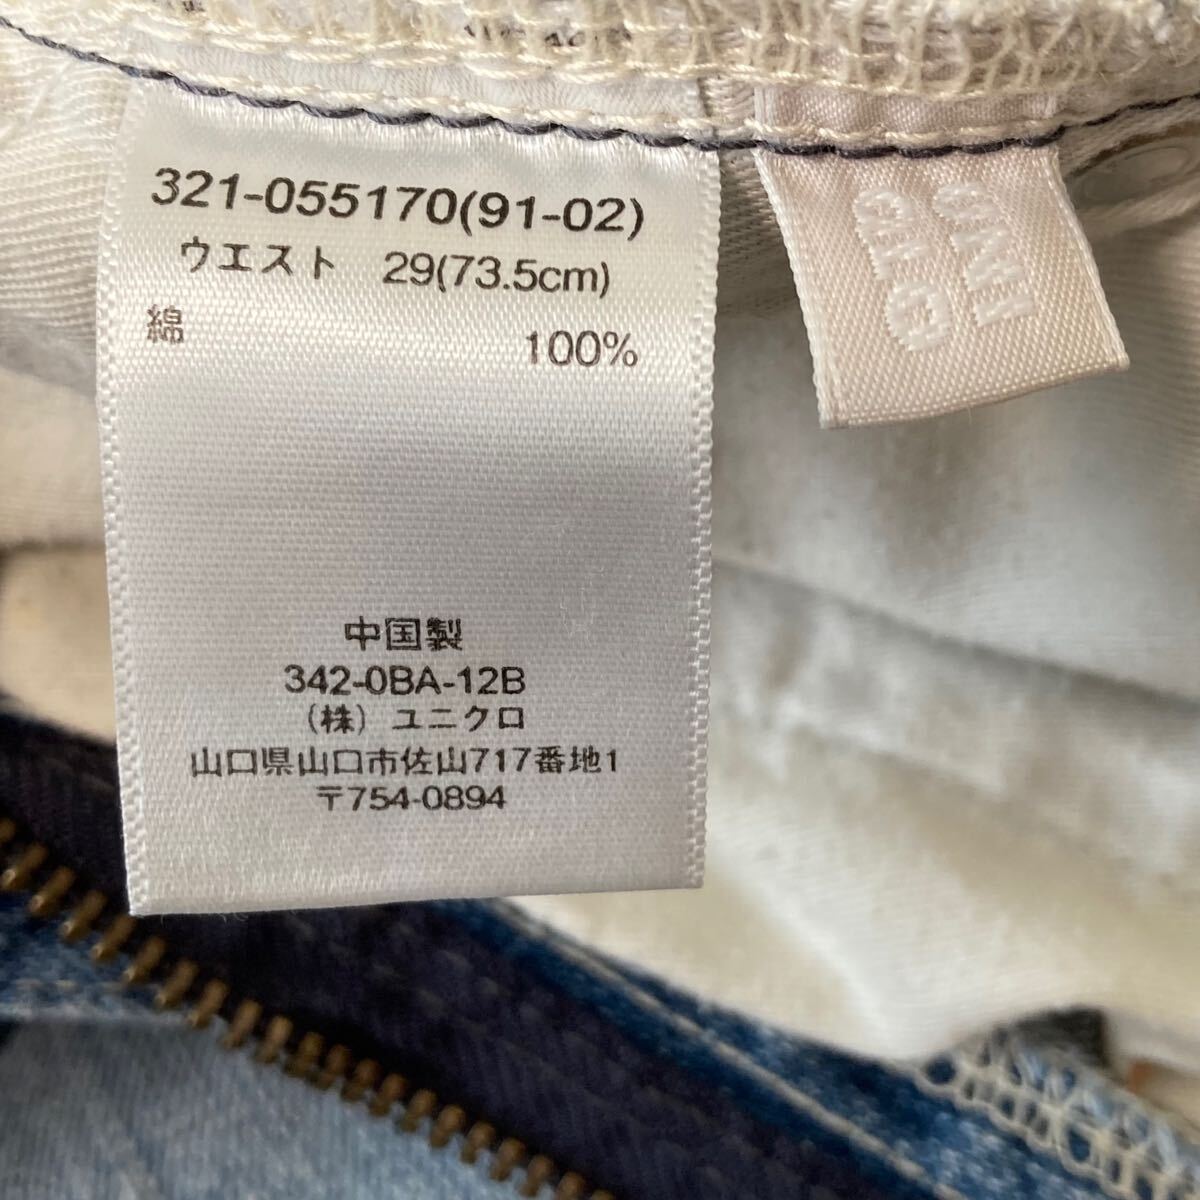 321-055170(91-02)
ウエスト 29(73.5cm)
綿 100%
中国製
342-0BA-12B
(株) ユニクロ
山口県山口市佐山717番地1
〒754-0894